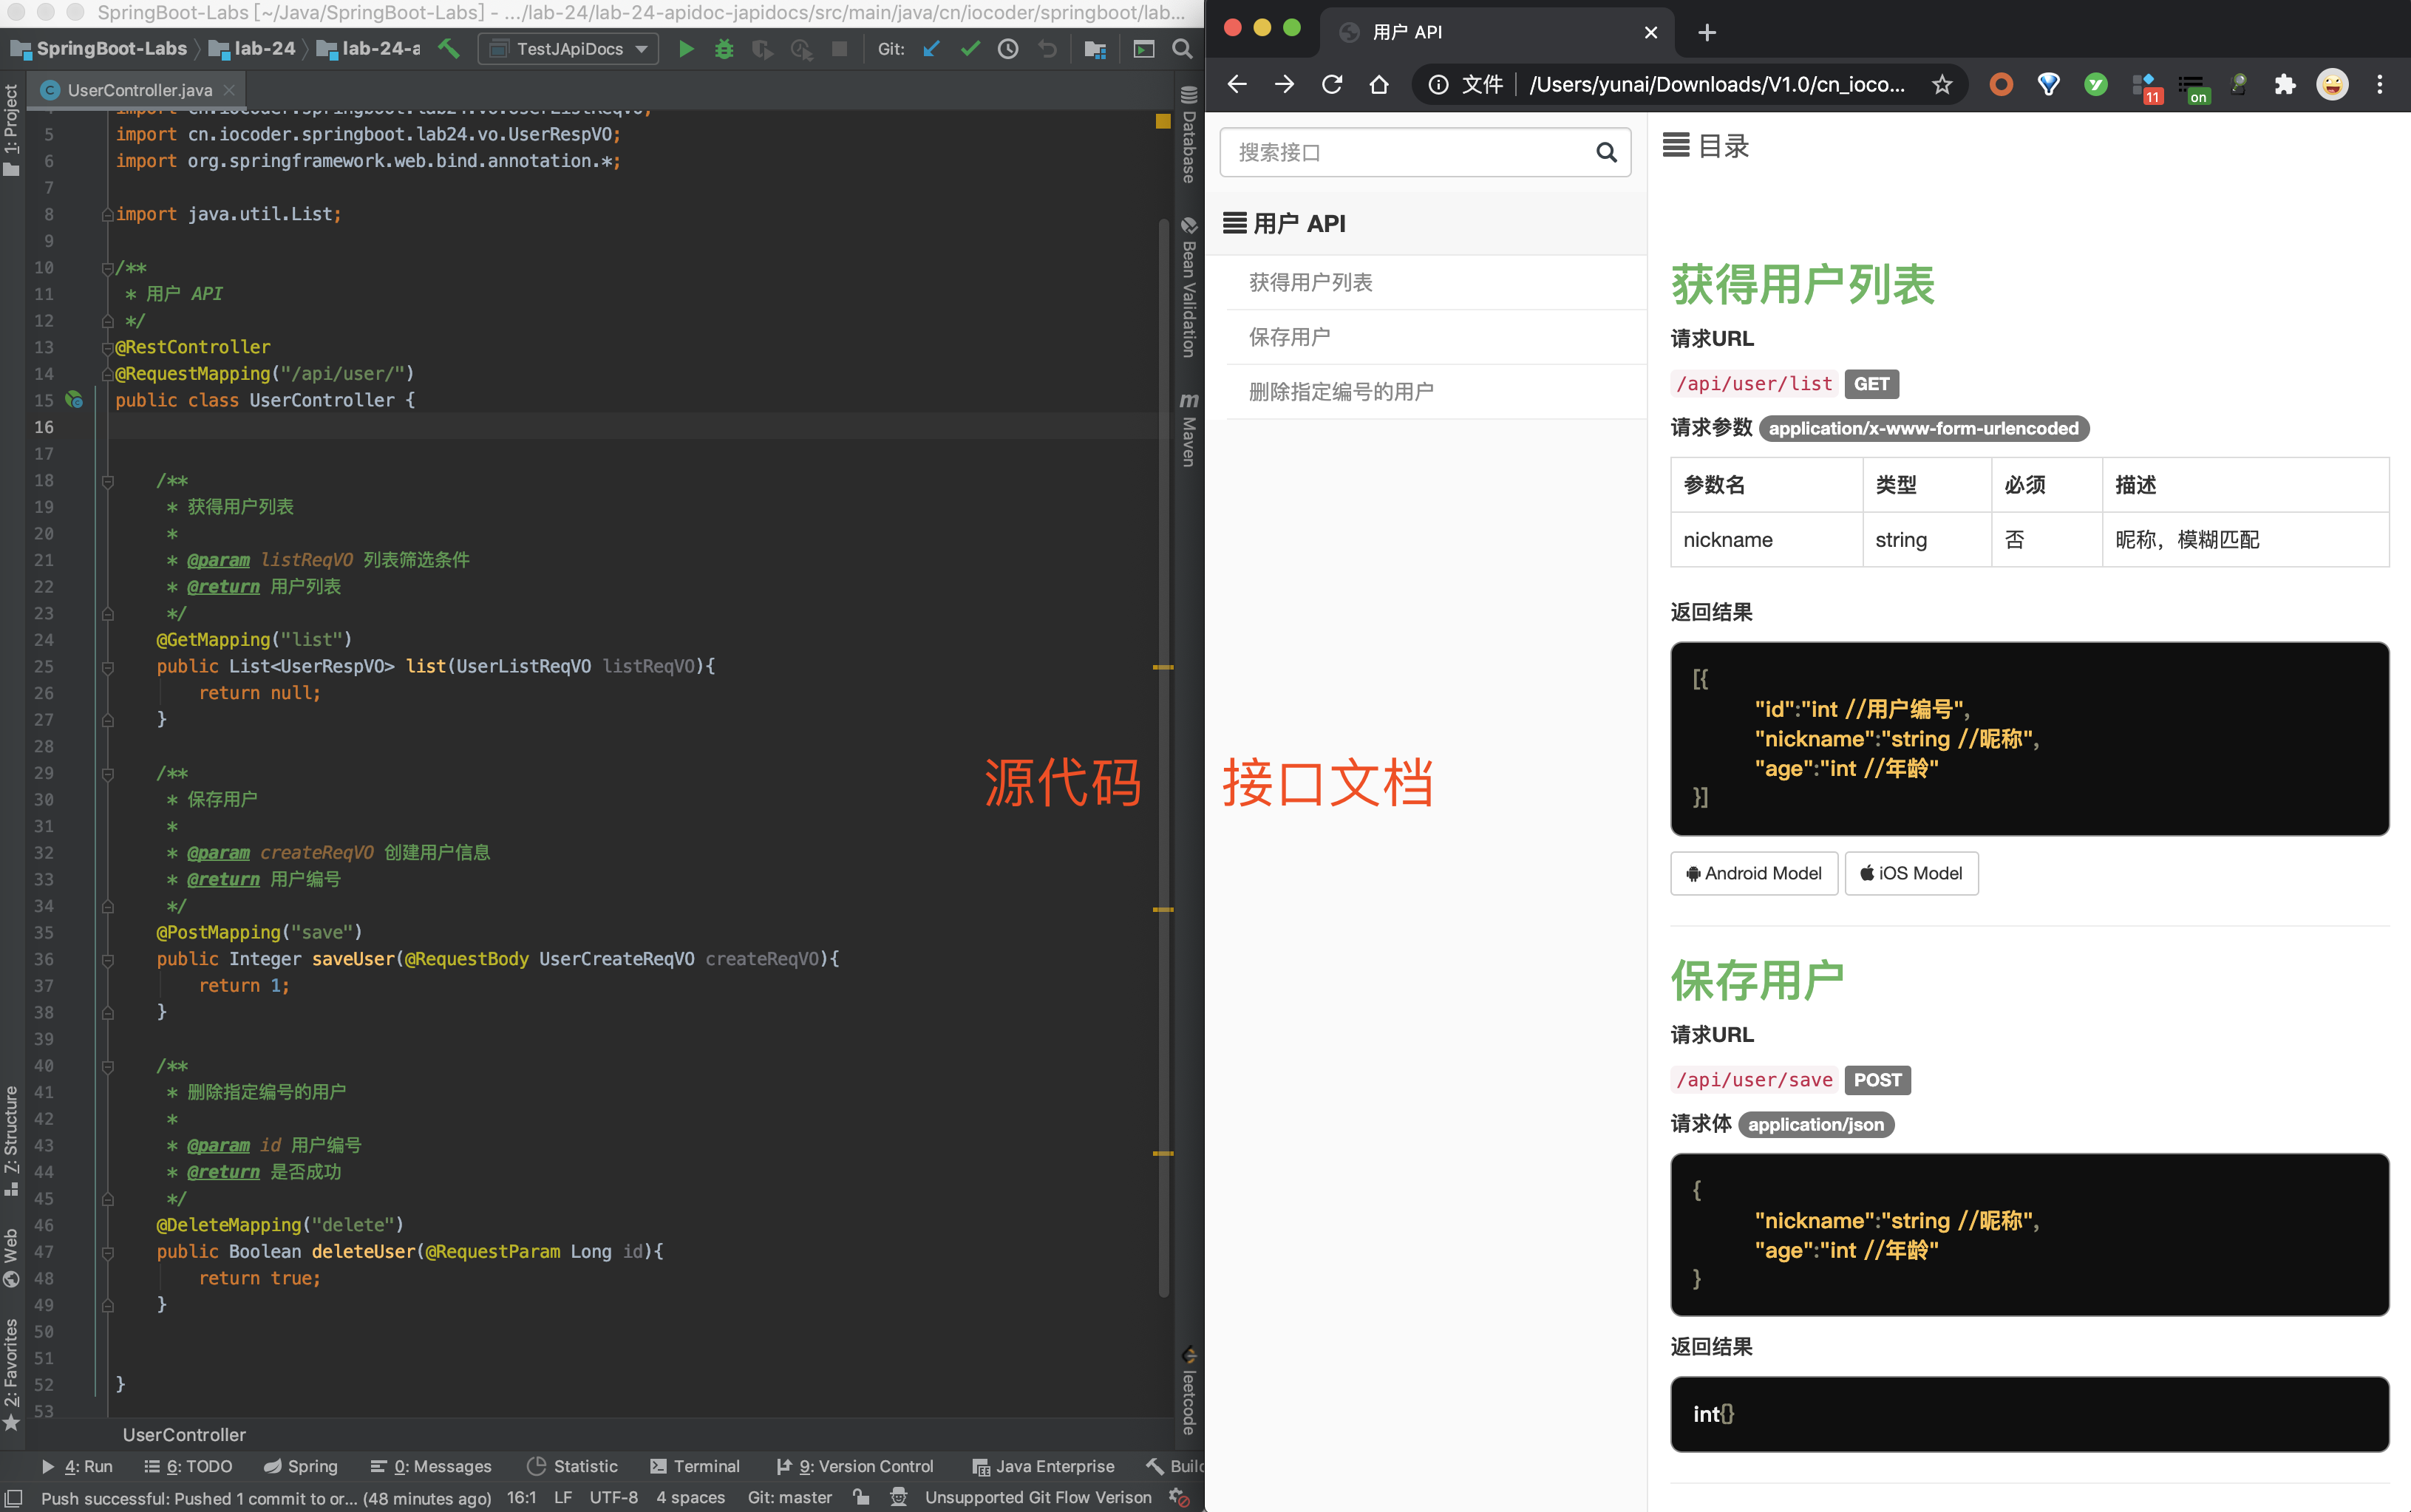 SpringBoot-Labs [~/Java/SpringBoot-Labs] - .../lab-24/lab-24-apidoc-japidocs/src/main/java/cn/iocoder/springboot/lab...
SpringBoot-Labs
lab-24
lab-24-a
TestJApiDocs
Git:
UserController.java
1: Project
7: Structure
Web
2: Favorites
5 import cn.iocoder.springboot.lab24.vo.UserRespVO;
6 import org.springframework.web.bind.annotation.*;
7
8 import java.util.List;
9
10 /**
11 * 用户 API
12 */
13 @RestController
14 @RequestMapping("/api/user/")
15 public class UserController {
16
17
18 /**
19 * 获得用户列表
20 *
21 * @param listReqVO 列表筛选条件
22 * @return 用户列表
23 */
24 @GetMapping("list")
25 public List<UserRespVO> list(UserListReqVO listReqVO){
26 return null;
27 }
28
29 /**
30 * 保存用户
31 *
32 * @param createReqVO 创建用户信息
33 * @return 用户编号
34 */
35 @PostMapping("save")
36 public Integer saveUser(@RequestBody UserCreateReqVO createReqVO){
37 return 1;
38 }
39
40 /**
41 * 删除指定编号的用户
42 *
43 * @param id 用户编号
44 * @return 是否成功
45 */
46 @DeleteMapping("delete")
47 public Boolean deleteUser(@RequestParam Long id){
48 return true;
49 }
50
51
52 }
53
源代码
Database
Bean Validation
m Maven
leetcode
UserController
4: Run
6: TODO
Spring
0: Messages
Statistic
Terminal
9: Version Control
Java Enterprise
Push successful: Pushed 1 commit to or... (48 minutes ago)
16:1
LF
UTF-8
4 spaces
Git: master
Unsupported Git Flow Verison
用户 API
文件
/Users/yunai/Downloads/V1.0/cn_ioco...
11
on
搜索接口
用户 API
获得用户列表
保存用户
删除指定编号的用户
接口文档
目录
获得用户列表
请求URL
/api/user/list GET
请求参数 application/x-www-form-urlencoded
参数名 类型 必须 描述
nickname string 否 昵称，模糊匹配
返回结果
[{
"id":"int //用户编号",
"nickname":"string //昵称",
"age":"int //年龄"
}]
Android Model
iOS Model
保存用户
请求URL
/api/user/save POST
请求体 application/json
{
"nickname":"string //昵称",
"age":"int //年龄"
}
返回结果
int{}